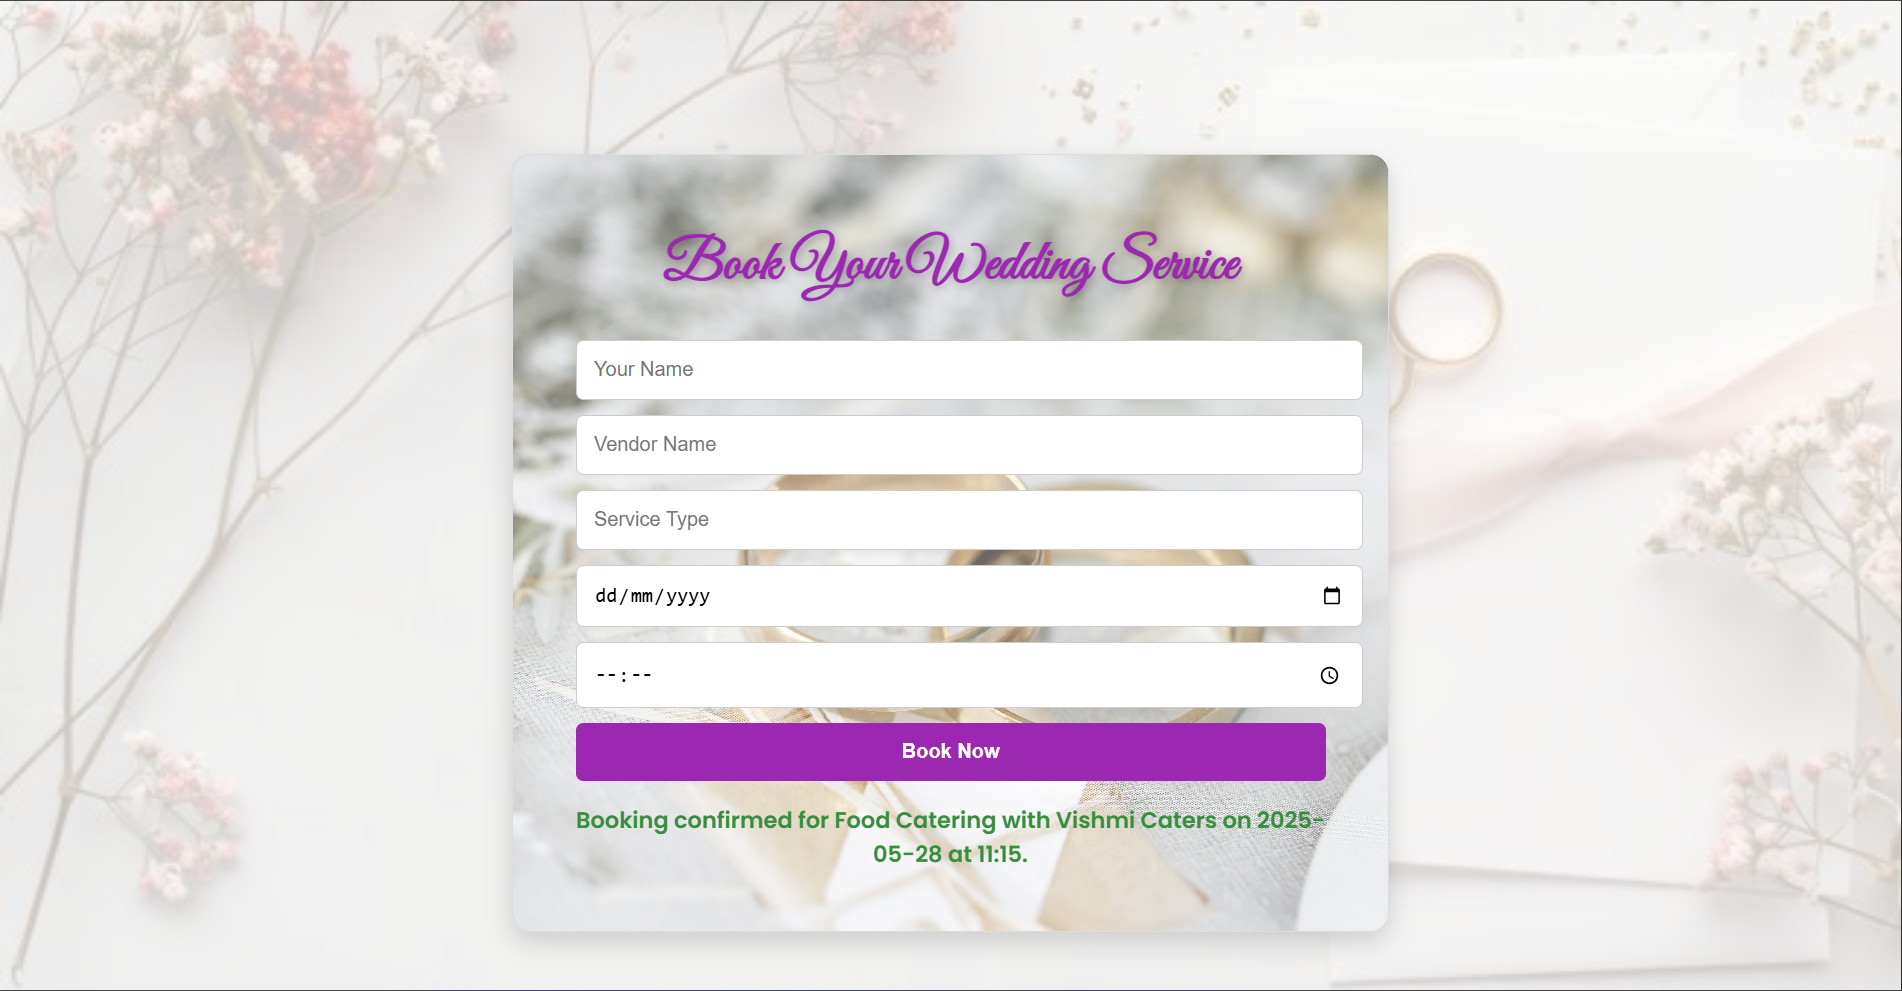 Book Your Wedding Service
Your Name
Vendor Name
Service Type
dd/mm/yyyy
--:--
Book Now
Booking confirmed for Food Catering with Vishmi Caters on 2025-
05-28 at 11:15.